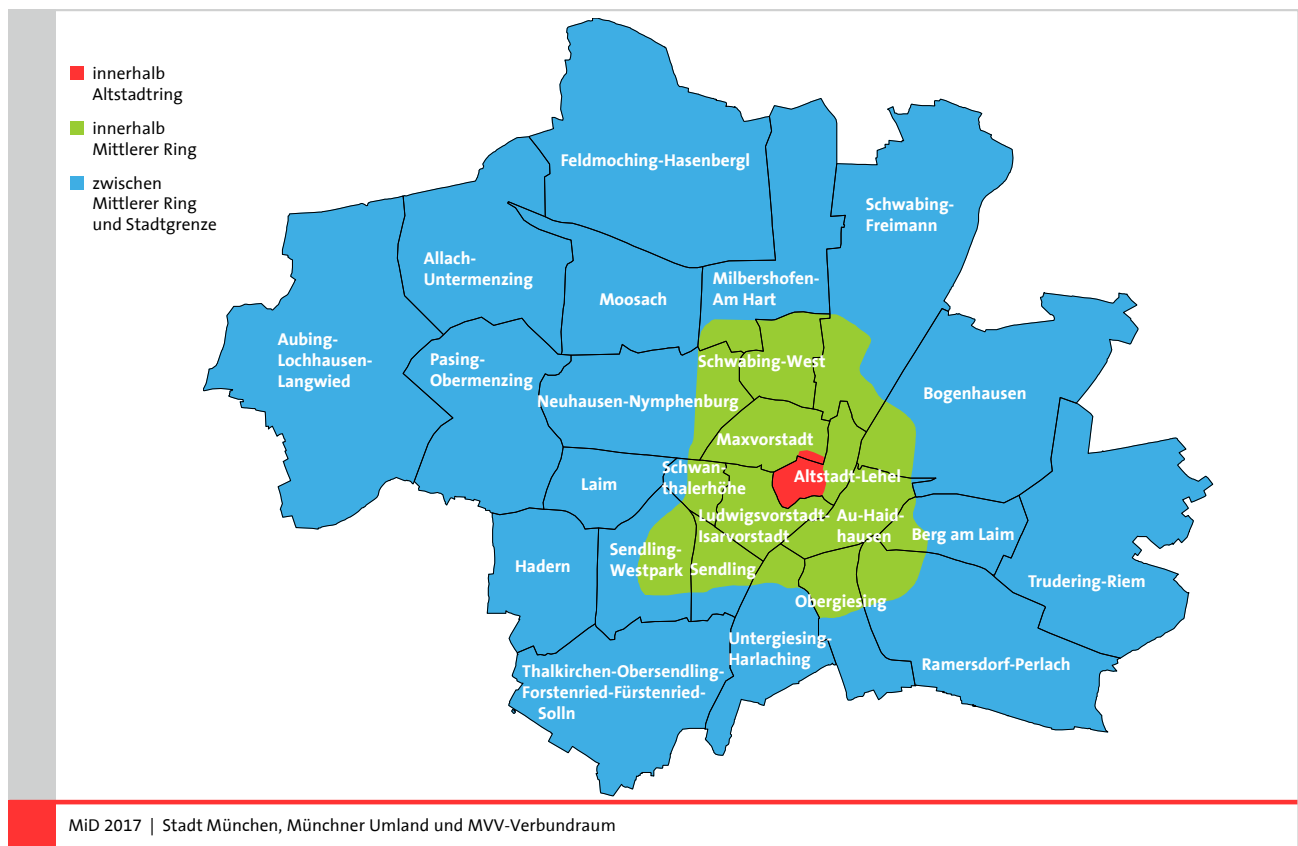 innerhalb
Altstadtring
innerhalb
Mittlerer Ring
zwischen
Mittlerer Ring
und Stadtgrenze
Feldmoching-Hasenbergl
Schwabing-
Freimann
Allach-
Untermenzing
Moosach
Milbershofen-
Am Hart
Aubing-
Lochhausen-
Langwied
Pasing-
Obermenzing
Schwabing-West
Neuhausen-Nymphenburg
Bogenhausen
Maxvorstadt
Laim
Schwan-
thalerhöhe
Altstadt-Lehel
Ludwigsvorstadt-
Isarvorstadt
Au-Haid-
hausen
Berg am Laim
Hadern
Sendling-
Westpark
Sendling
Trudering-Riem
Obergiesing
Untergiesing-
Harlaching
Ramersdorf-Perlach
Thalkirchen-Obersendling-
Forstenried-Fürstenried-
Solln
MiD 2017 | Stadt München, Münchner Umland und MVV-Verbundraum